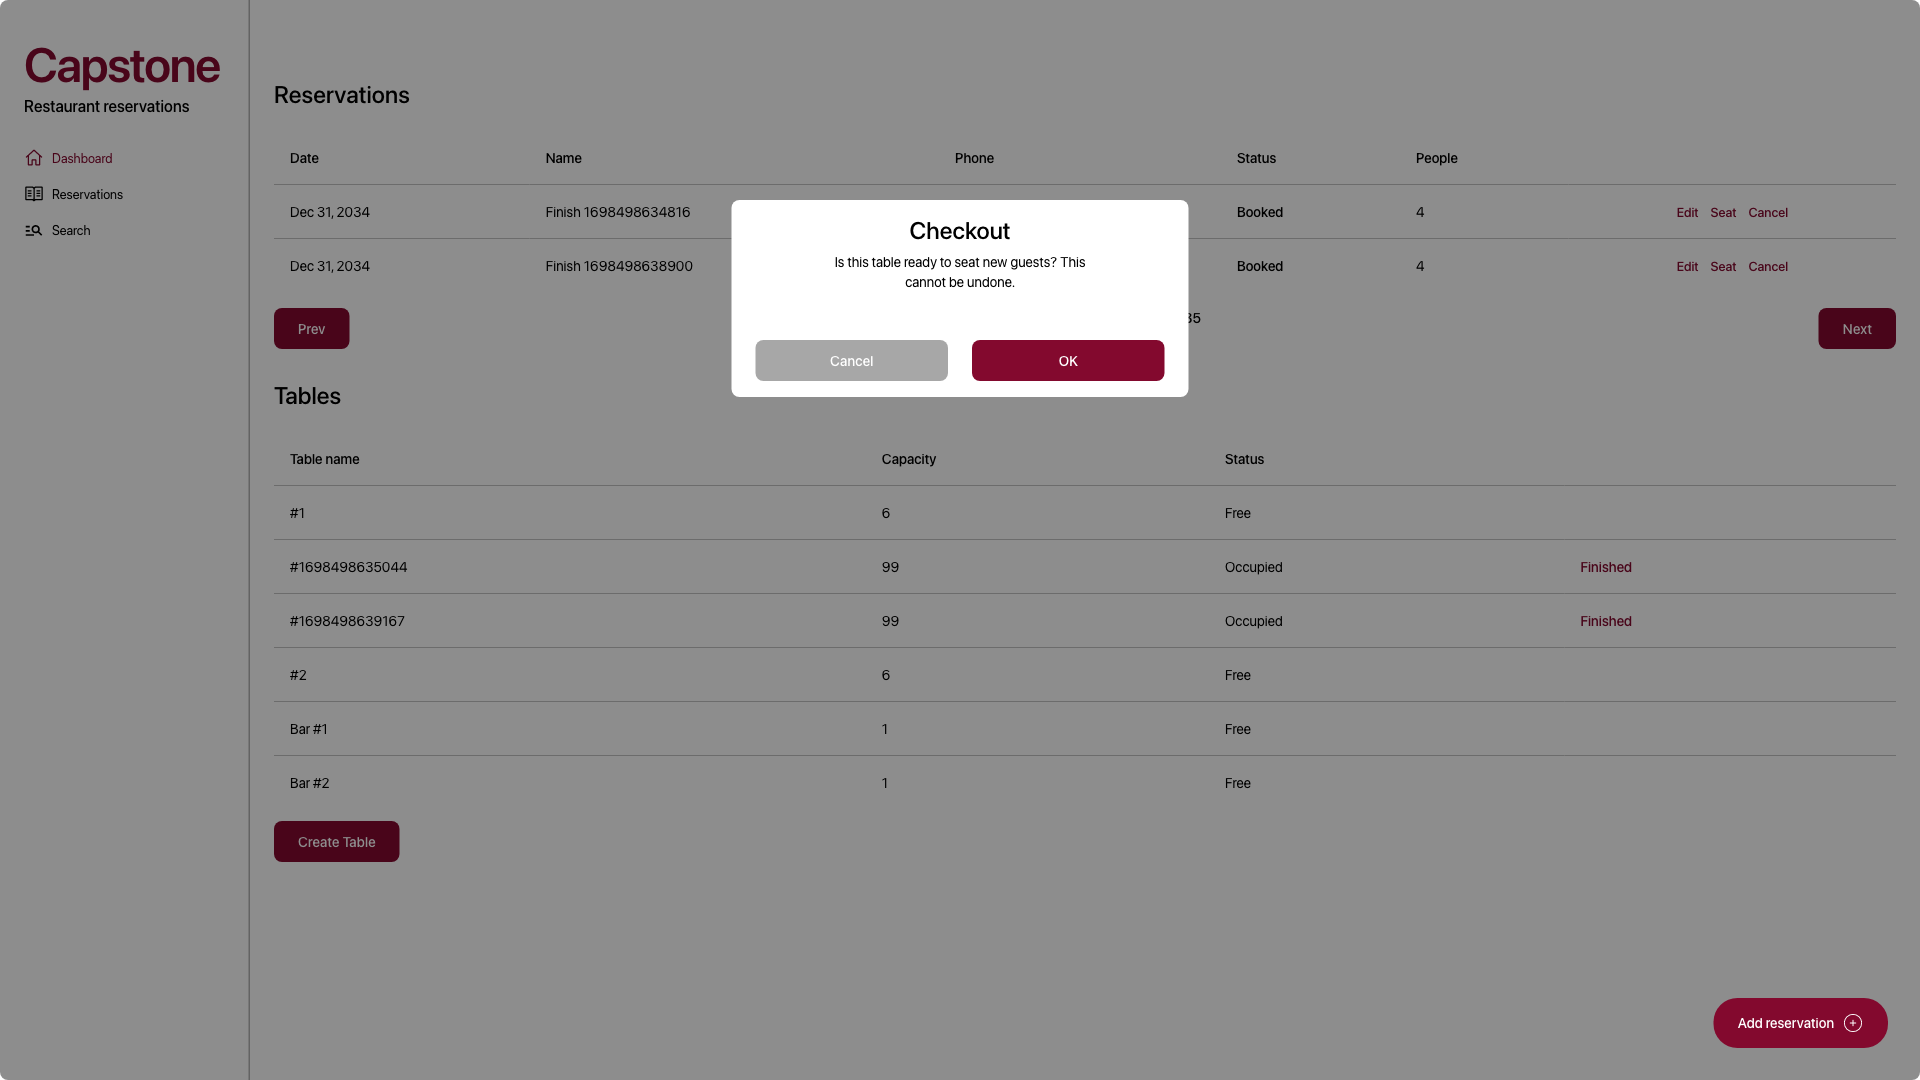 Capstone
Restaurant reservations
Dashboard
Reservations
Search
Reservations
Date Name Phone Status People
Dec 31, 2034 Finish 1698498634816 Booked 4 Edit Seat Cancel
Dec 31, 2034 Finish 1698498638900 Booked 4 Edit Seat Cancel
Prev
Next
Checkout
Is this table ready to seat new guests? This
cannot be undone.
Cancel OK
Tables
Table name Capacity Status
#1 6 Free
#1698498635044 99 Occupied Finished
#1698498639167 99 Occupied Finished
#2 6 Free
Bar #1 1 Free
Bar #2 1 Free
Create Table
Add reservation